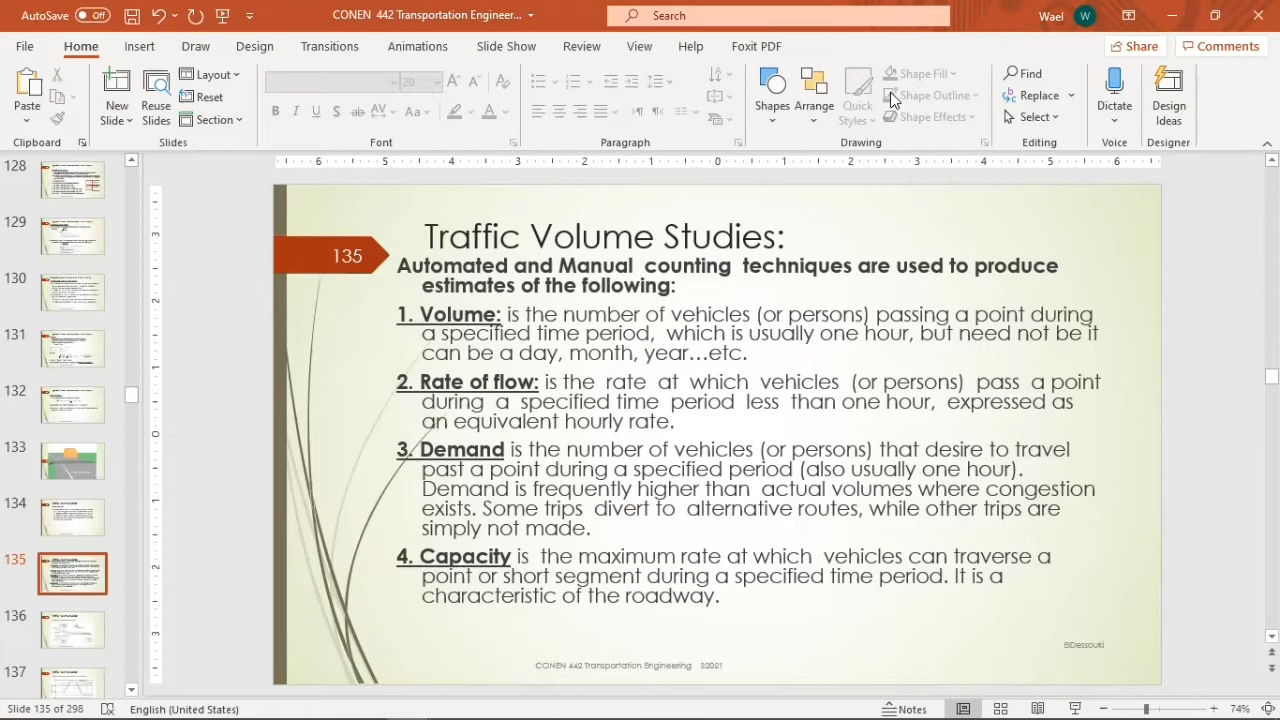 AutoSave Off CONEN 442 Transportation Engineer... Search Wael W
File Home Insert Draw Design Transitions Animations Slide Show Review View Help Foxit PDF Share Comments
Paste New Slide Reuse Slides Layout Reset Section 20 Shapes Arrange Quick Styles Shape Fill Shape Outline Shape Effects Find Replace Select Dictate Design Ideas
Clipboard Slides Font Paragraph Drawing Editing Voice Designer
128
129
130
131
132
133
134
135
136
137
135
Traffic Volume Studies:
Automated and Manual counting techniques are used to produce
estimates of the following:
1. Volume: is the number of vehicles (or persons) passing a point during
a specified time period, which is usually one hour, but need not be it
can be a day, month, year…etc.
2. Rate of flow: is the rate at which vehicles (or persons) pass a point
during a specified time period less than one hour, expressed as
an equivalent hourly rate.
3. Demand is the number of vehicles (or persons) that desire to travel
past a point during a specified period (also usually one hour).
Demand is frequently higher than actual volumes where congestion
exists. Some trips divert to alternative routes, while other trips are
simply not made.
4. Capacity is the maximum rate at which vehicles can traverse a
point or short segment during a specified time period. It is a
characteristic of the roadway.
ElDessouki
CONEN 442 Transportation Engineering S2021
Slide 135 of 298 English (United States) Notes 74%